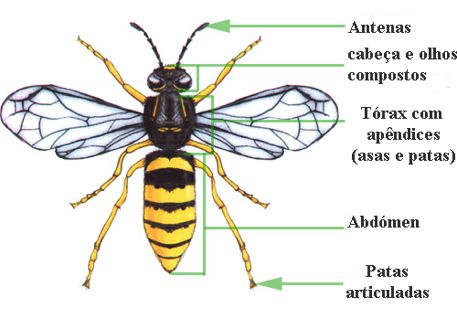 Antenas
cabeça e olhos
compostos
Tórax com
apêndices
(asas e patas)
Abdómen
Patas
articuladas